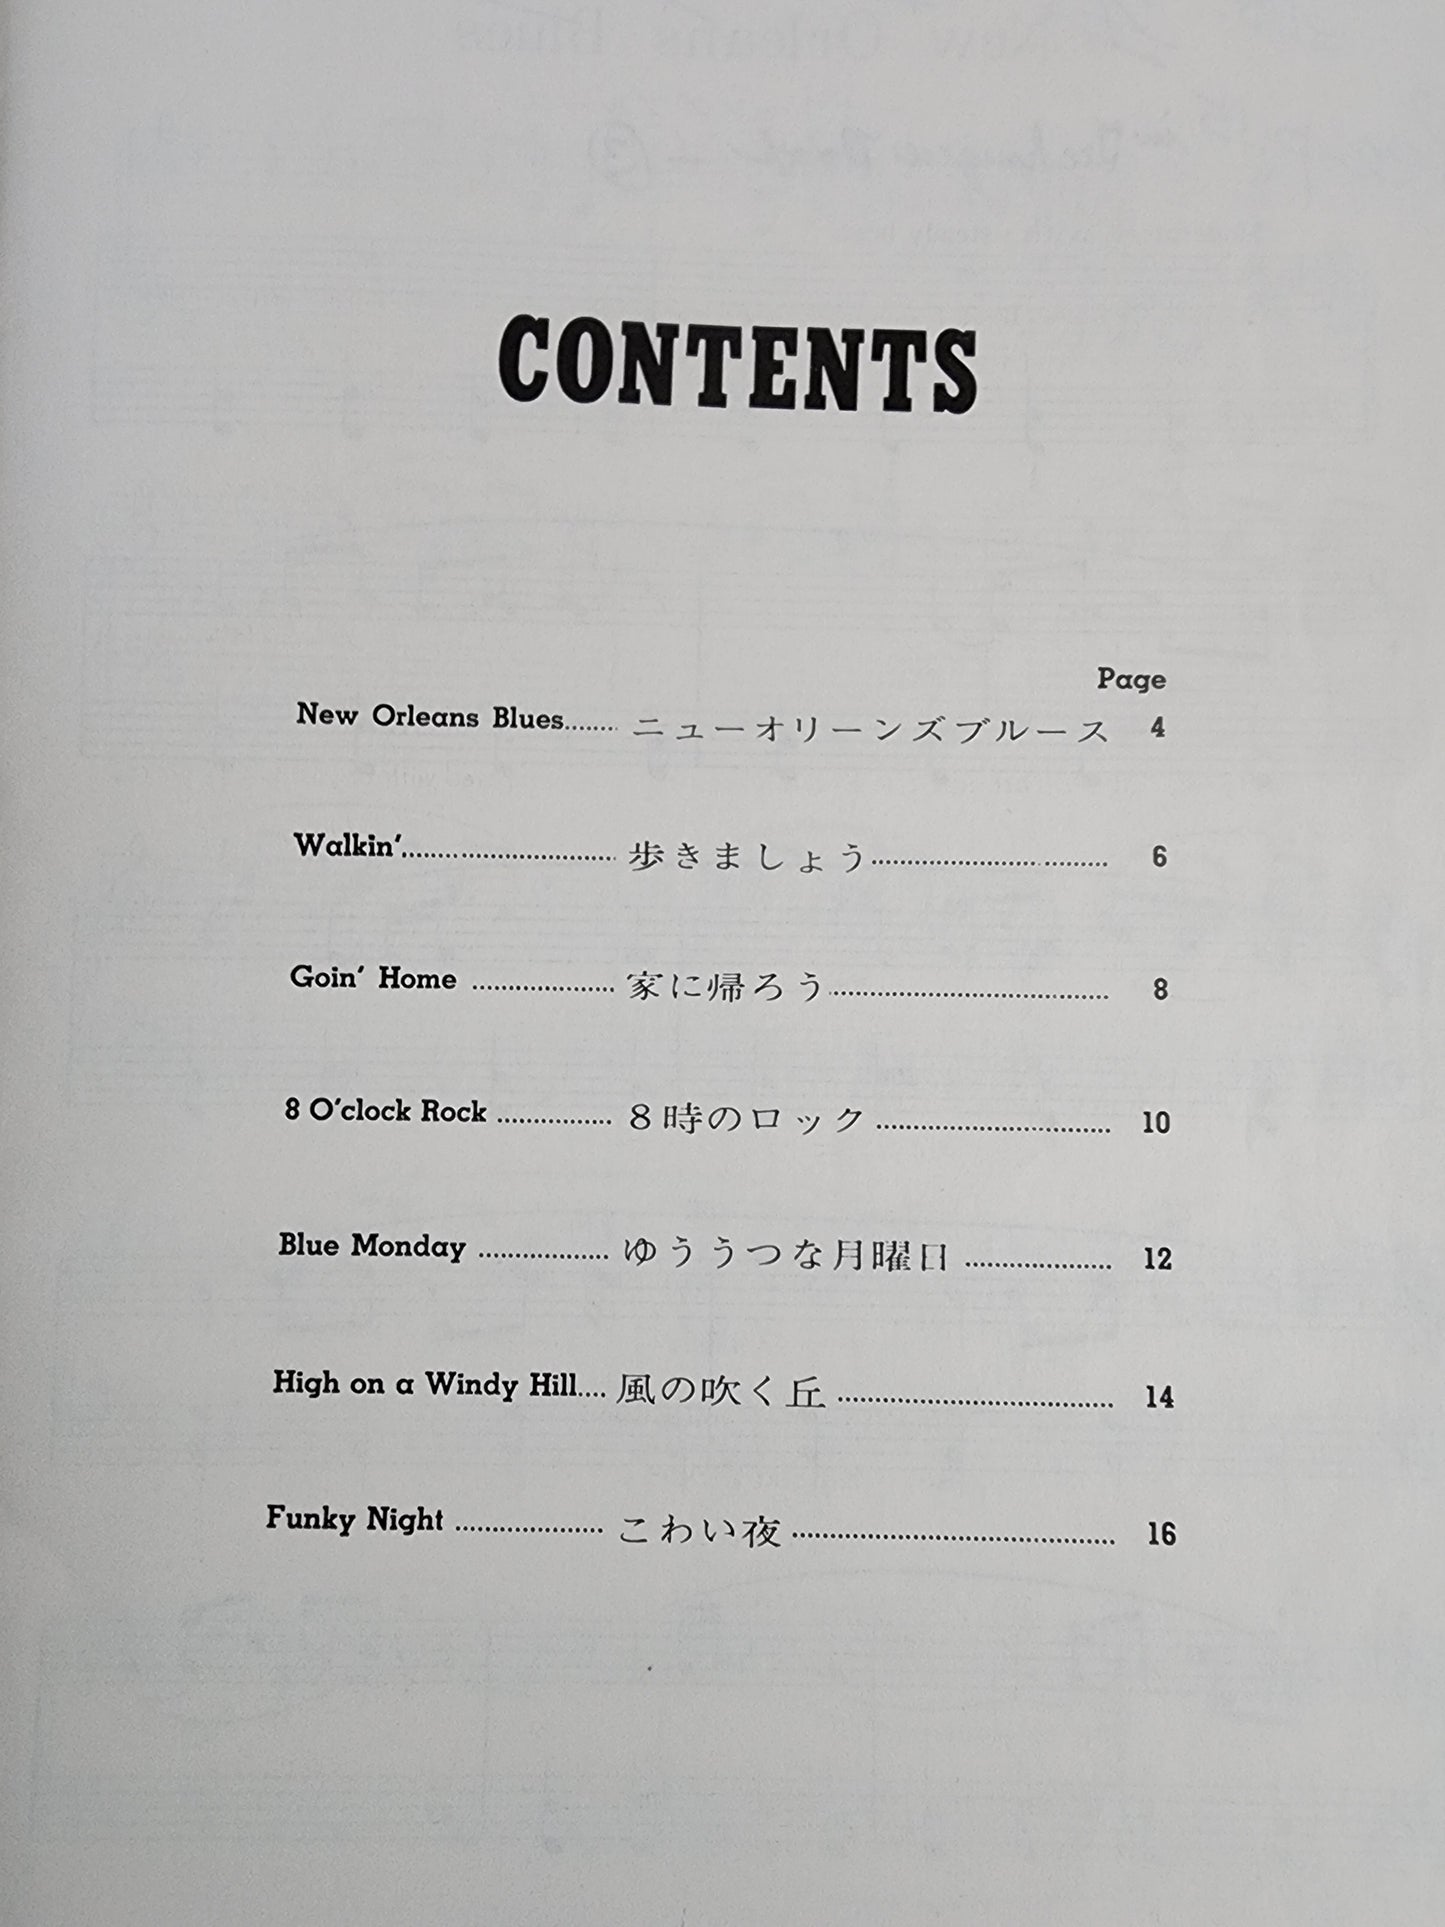 CONTENTS
Page
New Orleans Blues........ ニューオリーンズブルース 4
Walkin'.............................. 歩きましょう.............................. 6
Goin' Home .................... 家に帰ろう.................................... 8
8 O'clock Rock ................ 8時のロック .............................. 10
Blue Monday .................. ゆううつな月曜日 .................... 12
High on a Windy Hill.... 風の吹く丘 .................................... 14
Funky Night .................... こわい夜 .......................................... 16